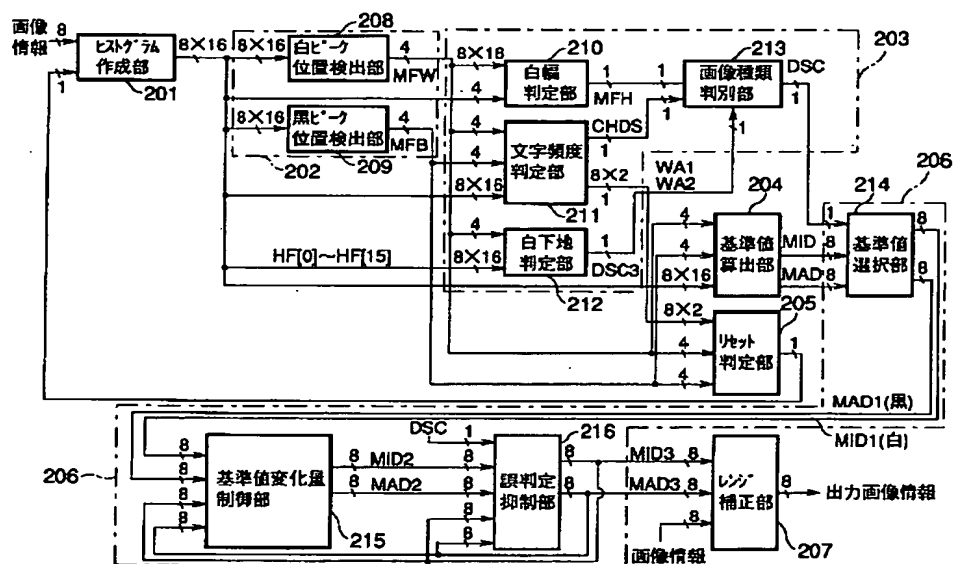 画像
情報
8
1
ヒストグラム
作成部
201
8×16
8×16
208
白ピーク
位置検出部
4
MFW
8×16
黒ピーク
位置検出部
4
MFB
209
202
8×16
4
210
白幅
判定部
1
MFH
1
1
213
画像種類
判別部
DSC
1
203
4
4
8×16
文字頻度
判定部
211
CHDS
1
8×2
1
WA1
WA2
4
HF[0]～HF[15]
8×16
白下地
判定部
1
DSC3
212
204
4
4
8×16
基準値
算出部
MID
MAD
8
8
1
206
214
基準値
選択部
8
8
8×2
4
4
205
リセット
判定部
1
MAD1(黒)
MID1(白)
206
8
8
8
8
基準値変化量
制御部
215
8
MID2
8
MAD2
DSC
1
8
8
8
8
216
誤判定
抑制部
8
8
MID3
MAD3
8
8
8
画像情報
レンジ
補正部
207
8
出力画像情報